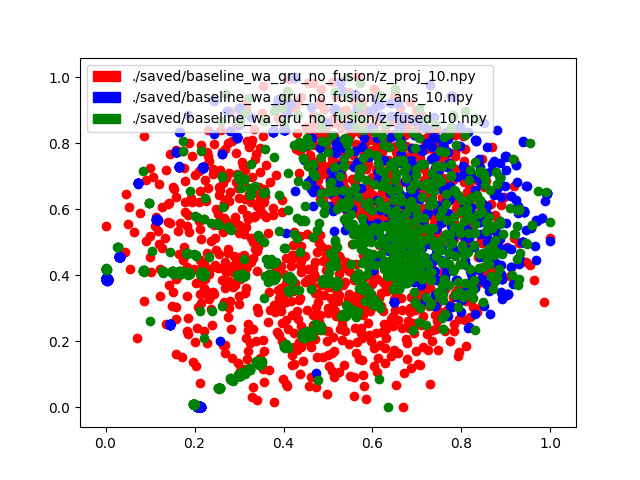 ./saved/baseline_wa_gru_no_fusion/z_proj_10.npy
./saved/baseline_wa_gru_no_fusion/z_ans_10.npy
./saved/baseline_wa_gru_no_fusion/z_fused_10.npy
1.0
0.8
0.6
0.4
0.2
0.0
0.0 0.2 0.4 0.6 0.8 1.0